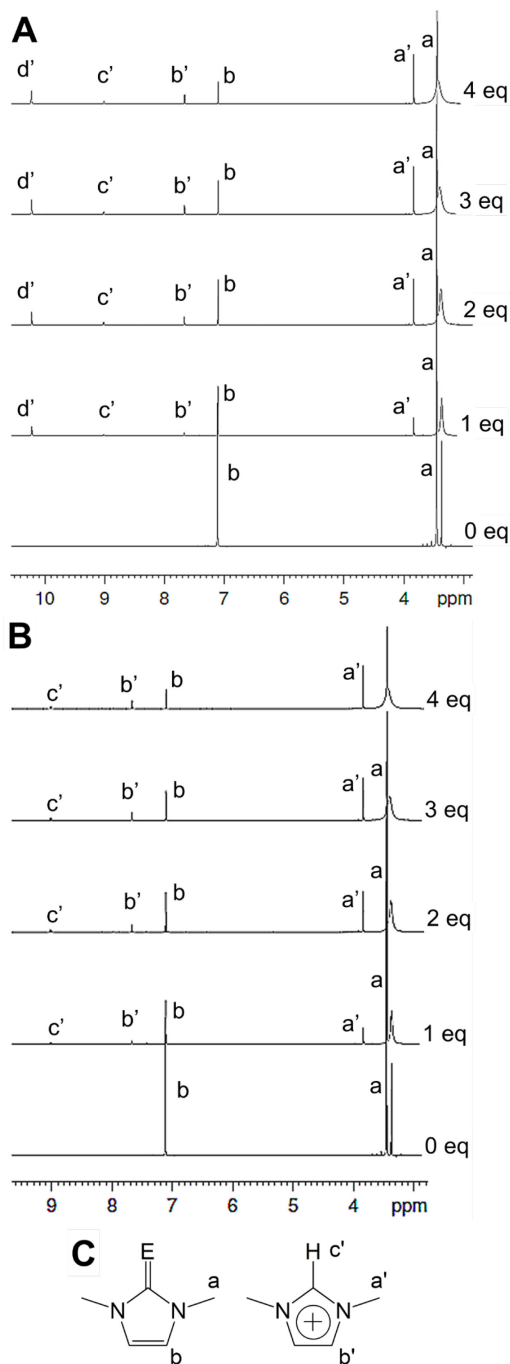 A
d' c' b' b a' a 4 eq
d' c' b' b a' a 3 eq
d' c' b' b a' a 2 eq
d' c' b' b a' a 1 eq
b a 0 eq
10 9 8 7 6 5 4 ppm
B
c' b' b a' 4 eq
c' b' b a' a 3 eq
c' b' b a' a 2 eq
c' b' b a' a 1 eq
b a 0 eq
9 8 7 6 5 4 ppm
C
E H c'
a a'
N N N + N
b b'